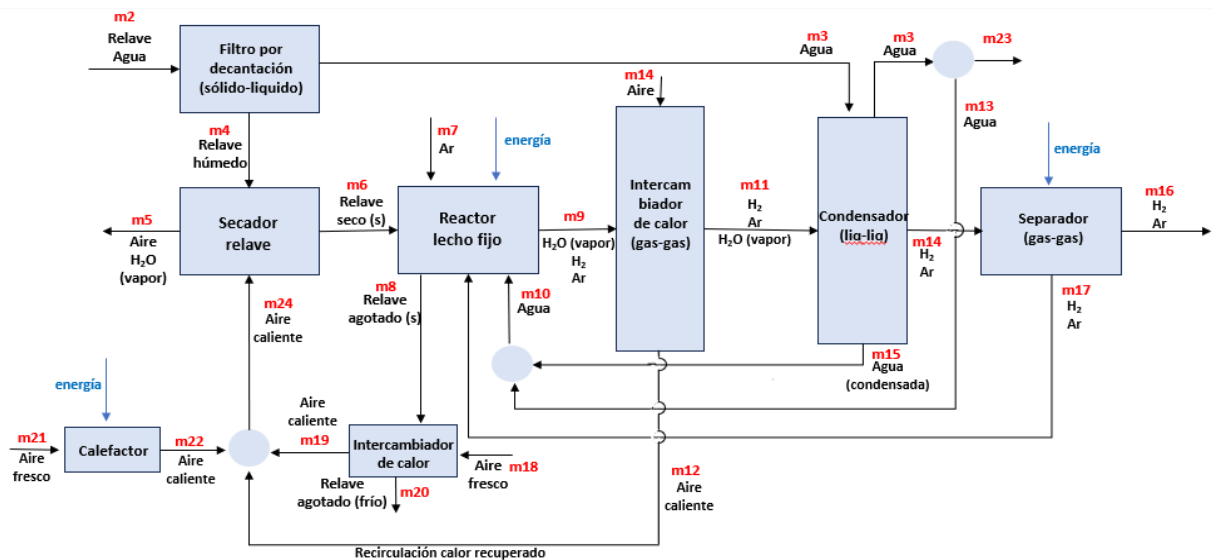 m2
Relave
Agua
Filtro por
decantación
(sólido-liquido)
m3
Agua
m3
Agua
m23
m14
Aire
m13
Agua
m4
Relave
húmedo
m7
Ar
energía
energía
m5
Aire
H₂O
(vapor)
Secador
relave
m6
Relave
seco (s)
Reactor
lecho fijo
m9
H₂O (vapor)
H₂
Ar
Intercam
biador
de calor
(gas-gas)
m11
H₂
Ar
H₂O (vapor)
Condensador
(liq-liq)
m14
H₂
Ar
Separador
(gas-gas)
m16
H₂
Ar
m24
Aire
caliente
m8
Relave
agotado (s)
m10
Agua
m17
H₂
Ar
m15
Agua
(condensada)
energía
m21
Aire
fresco
Calefactor
m22
Aire
caliente
Aire
caliente
m19
Intercambiador
de calor
m18
Aire
fresco
Relave
agotado (frío)
m20
m12
Aire
caliente
Recirculación calor recuperado